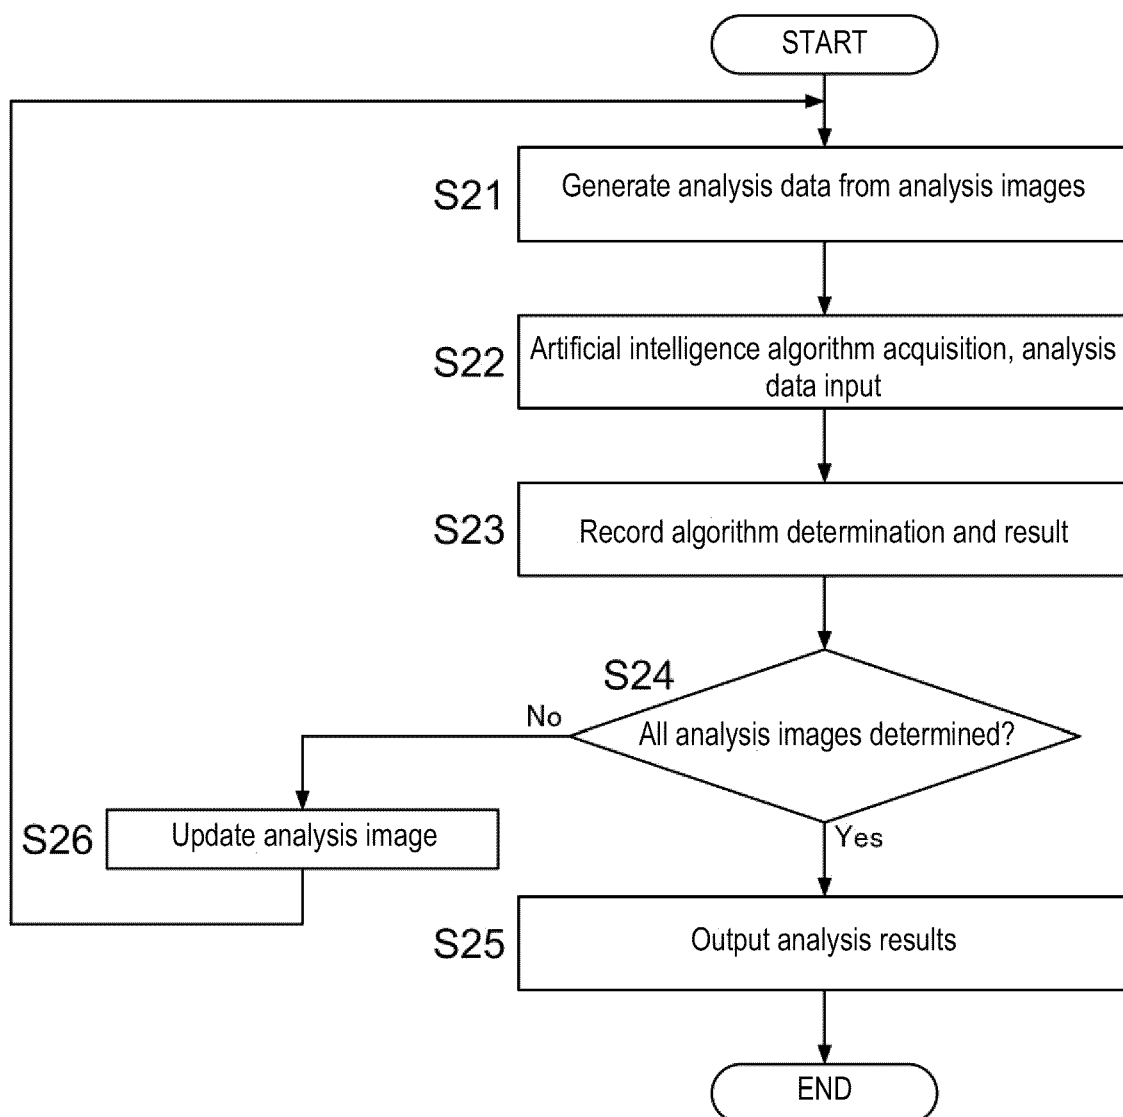 START
S21
Generate analysis data from analysis images
S22
Artificial intelligence algorithm acquisition, analysis
data input
S23
Record algorithm determination and result
S24
All analysis images determined?
No
Yes
S26
Update analysis image
S25
Output analysis results
END